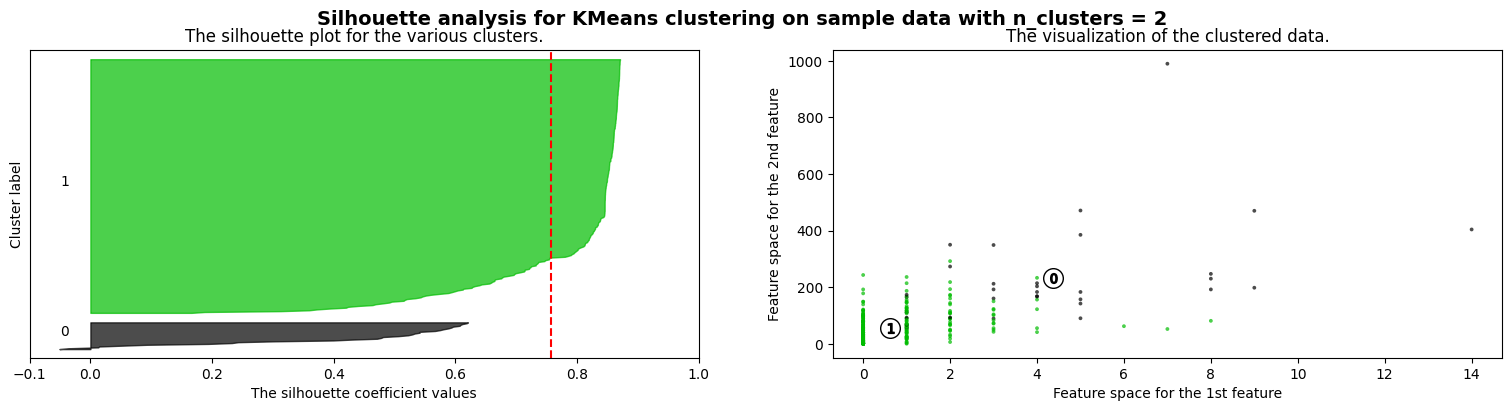 Silhouette analysis for KMeans clustering on sample data with n_clusters = 2
The silhouette plot for the various clusters.
Cluster label
1
0
−0.1 0.0 0.2 0.4 0.6 0.8 1.0
The silhouette coefficient values
The visualization of the clustered data.
Feature space for the 2nd feature
1000
800
600
400
200
0
0
1
0 2 4 6 8 10 12 14
Feature space for the 1st feature